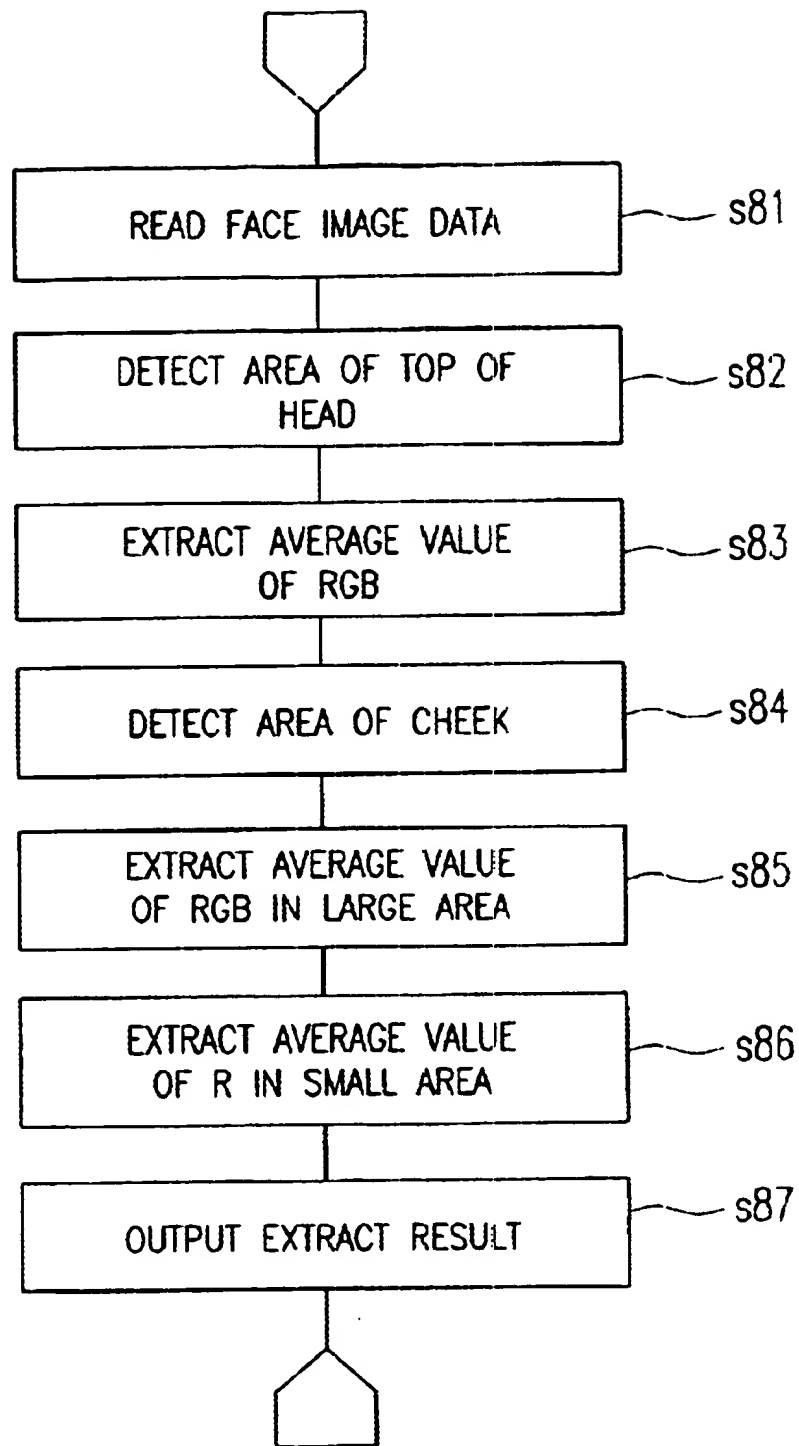 READ FACE IMAGE DATA
s81
DETECT AREA OF TOP OF
HEAD
s82
EXTRACT AVERAGE VALUE
OF RGB
s83
DETECT AREA OF CHEEK
s84
EXTRACT AVERAGE VALUE
OF RGB IN LARGE AREA
s85
EXTRACT AVERAGE VALUE
OF R IN SMALL AREA
s86
OUTPUT EXTRACT RESULT
s87